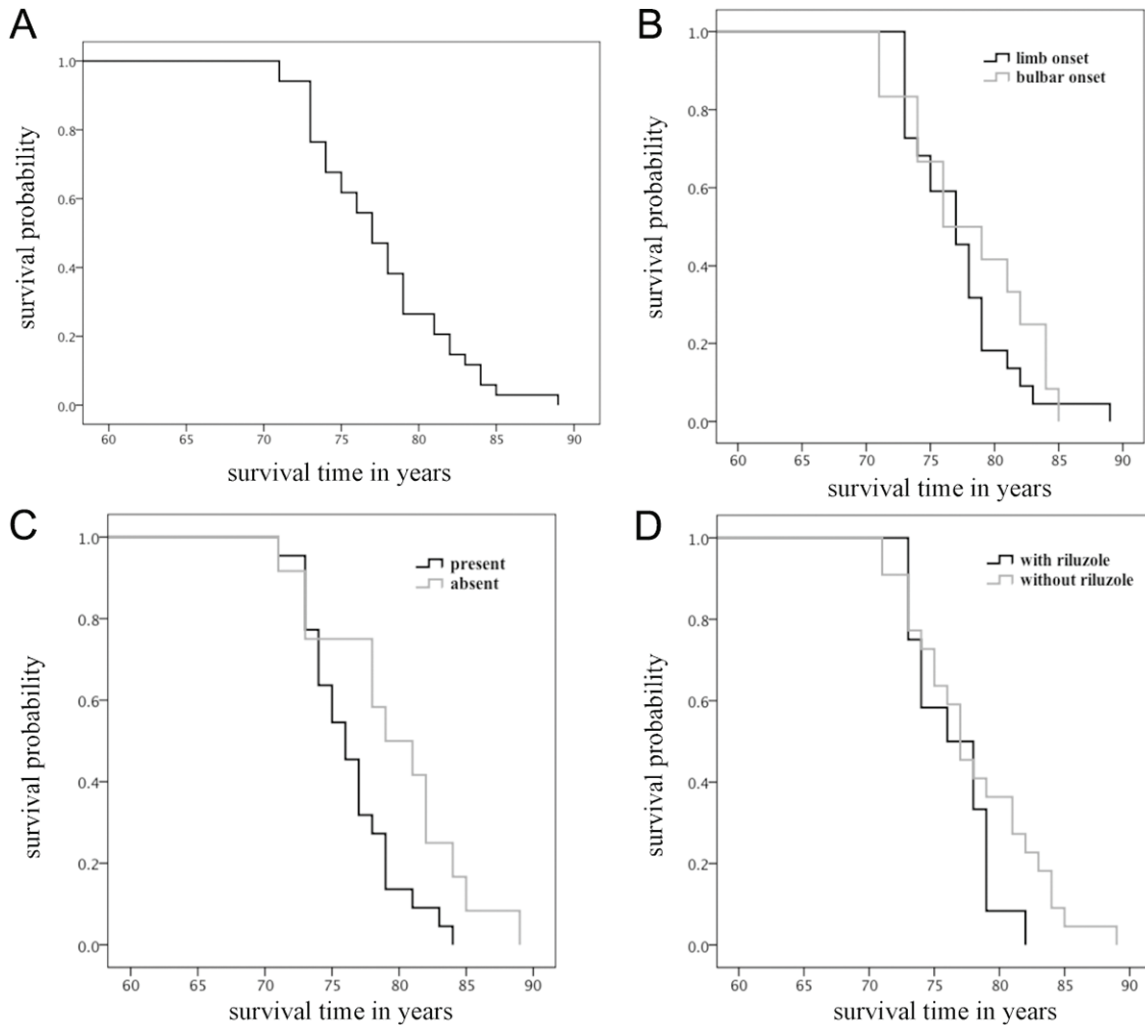 A
1.0
0.8
0.6
0.4
0.2
0.0
survival probability
60 65 70 75 80 85 90
survival time in years
B
1.0
0.8
0.6
0.4
0.2
0.0
survival probability
limb onset
bulbar onset
60 65 70 75 80 85 90
survival time in years
C
1.0
0.8
0.6
0.4
0.2
0.0
survival probability
present
absent
60 65 70 75 80 85 90
survival time in years
D
1.0
0.8
0.6
0.4
0.2
0.0
survival probability
with riluzole
without riluzole
60 65 70 75 80 85 90
survival time in years